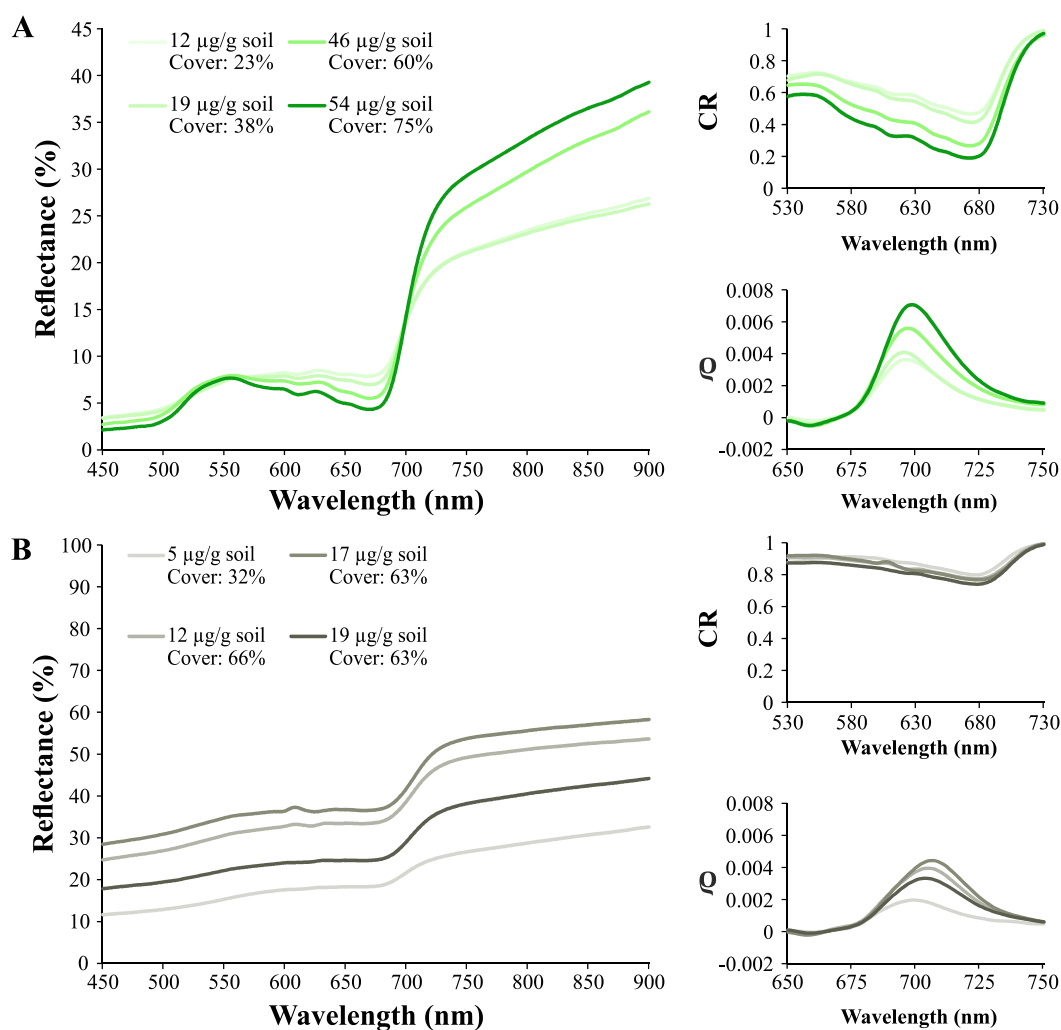 A
12 µg/g soil
Cover: 23%
46 µg/g soil
Cover: 60%
19 µg/g soil
Cover: 38%
54 µg/g soil
Cover: 75%
Reflectance (%)
45
40
35
30
25
20
15
10
5
0
450 500 550 600 650 700 750 800 850 900
Wavelength (nm)
CR
1
0.8
0.6
0.4
0.2
0
530 580 630 680 730
Wavelength (nm)
ρ
0.008
0.006
0.004
0.002
0
-0.002
650 675 700 725 750
Wavelength (nm)
B
5 µg/g soil
Cover: 32%
17 µg/g soil
Cover: 63%
12 µg/g soil
Cover: 66%
19 µg/g soil
Cover: 63%
Reflectance (%)
100
90
80
70
60
50
40
30
20
10
0
450 500 550 600 650 700 750 800 850 900
Wavelength (nm)
CR
1
0.8
0.6
0.4
0.2
0
530 580 630 680 730
Wavelength (nm)
ρ
0.008
0.006
0.004
0.002
0
-0.002
650 675 700 725 750
Wavelength (nm)